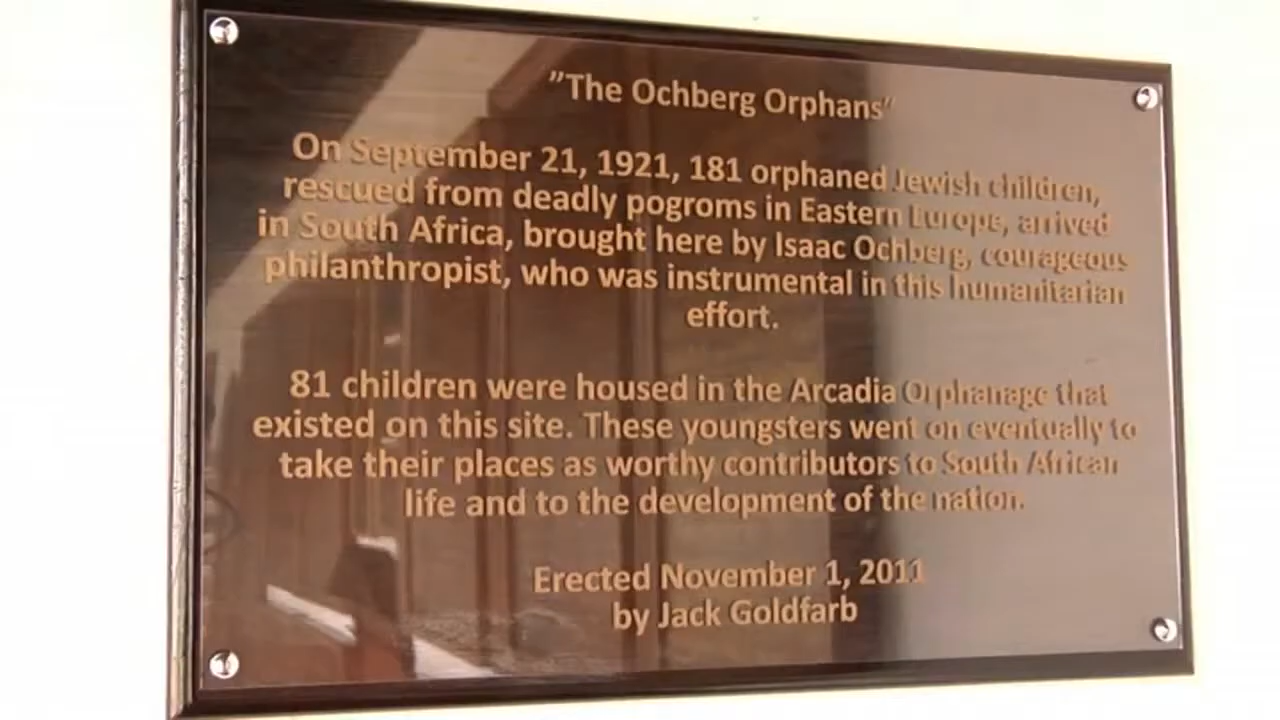 ”The Ochberg Orphans”
On September 21, 1921, 181 orphaned Jewish children,
rescued from deadly pogroms in Eastern Europe, arrived
in South Africa, brought here by Isaac Ochberg, courageous
philanthropist, who was instrumental in this humanitarian
effort.
81 children were housed in the Arcadia Orphanage that
existed on this site. These youngsters went on eventually to
take their places as worthy contributors to South African
life and to the development of the nation.
Erected November 1, 2011
by Jack Goldfarb